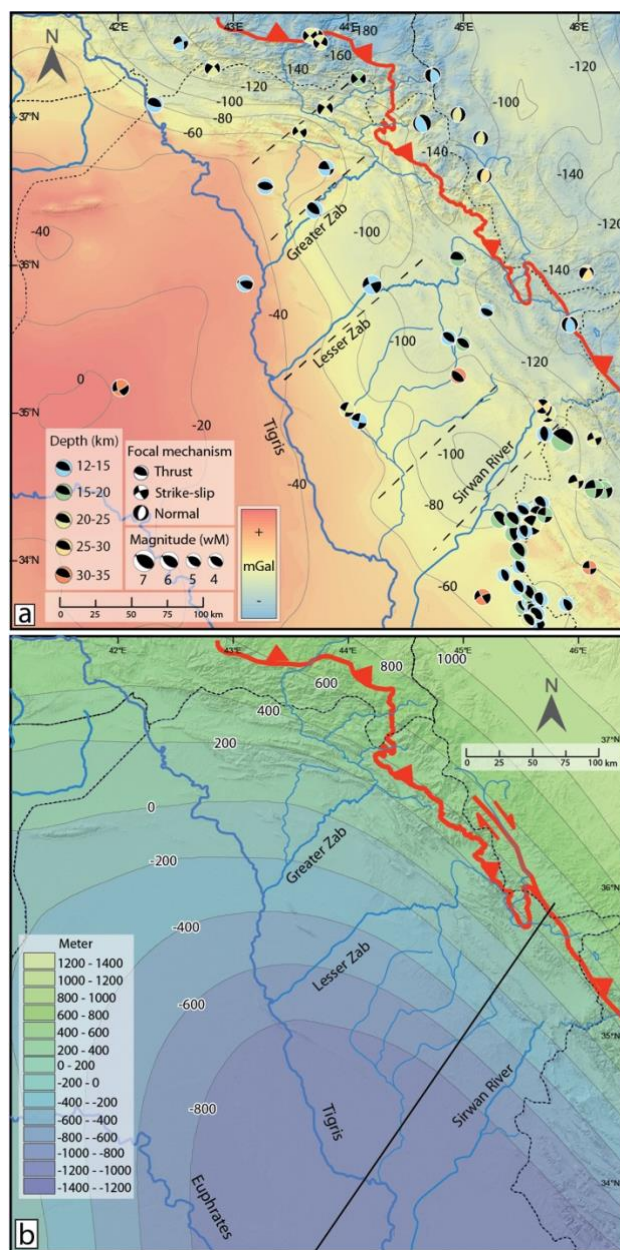 42°E
43°E
44°E
45°E
46°E
-180
N
-160
-140
-120
-120
-100
-100
-80
37°N
-60
-140
-140
-100
Greater Zab
-120
-40
36°N
-140
-40
Lesser Zab
-100
-120
0
-100
35°N
-20
Tigris
Sirwan River
Depth (km)
12-15
15-20
20-25
25-30
30-35
Focal mechanism
Thrust
Strike-slip
Normal
Magnitude (wM)
7 6 5 4
+
mGal
-
-40
-80
34°N
-60
0 25 50 75 100
km
a
42°E
43°E
44°E
45°E
46°E
800
1000
600
400
N
200
37°N
0 25 50 75 100
km
0
-200
Greater Zab
36°N
-400
Lesser Zab
Meter
1200 - 1400
1000 - 1200
800 - 1000
600 - 800
400 - 600
200 - 400
0 - 200
-200 - 0
-400 - -200
-600 - -400
-800 - -600
-1000 - -800
-1200 - -1000
-1400 - -1200
-600
35°N
-800
Tigris
Sirwan River
34°N
Euphrates
b